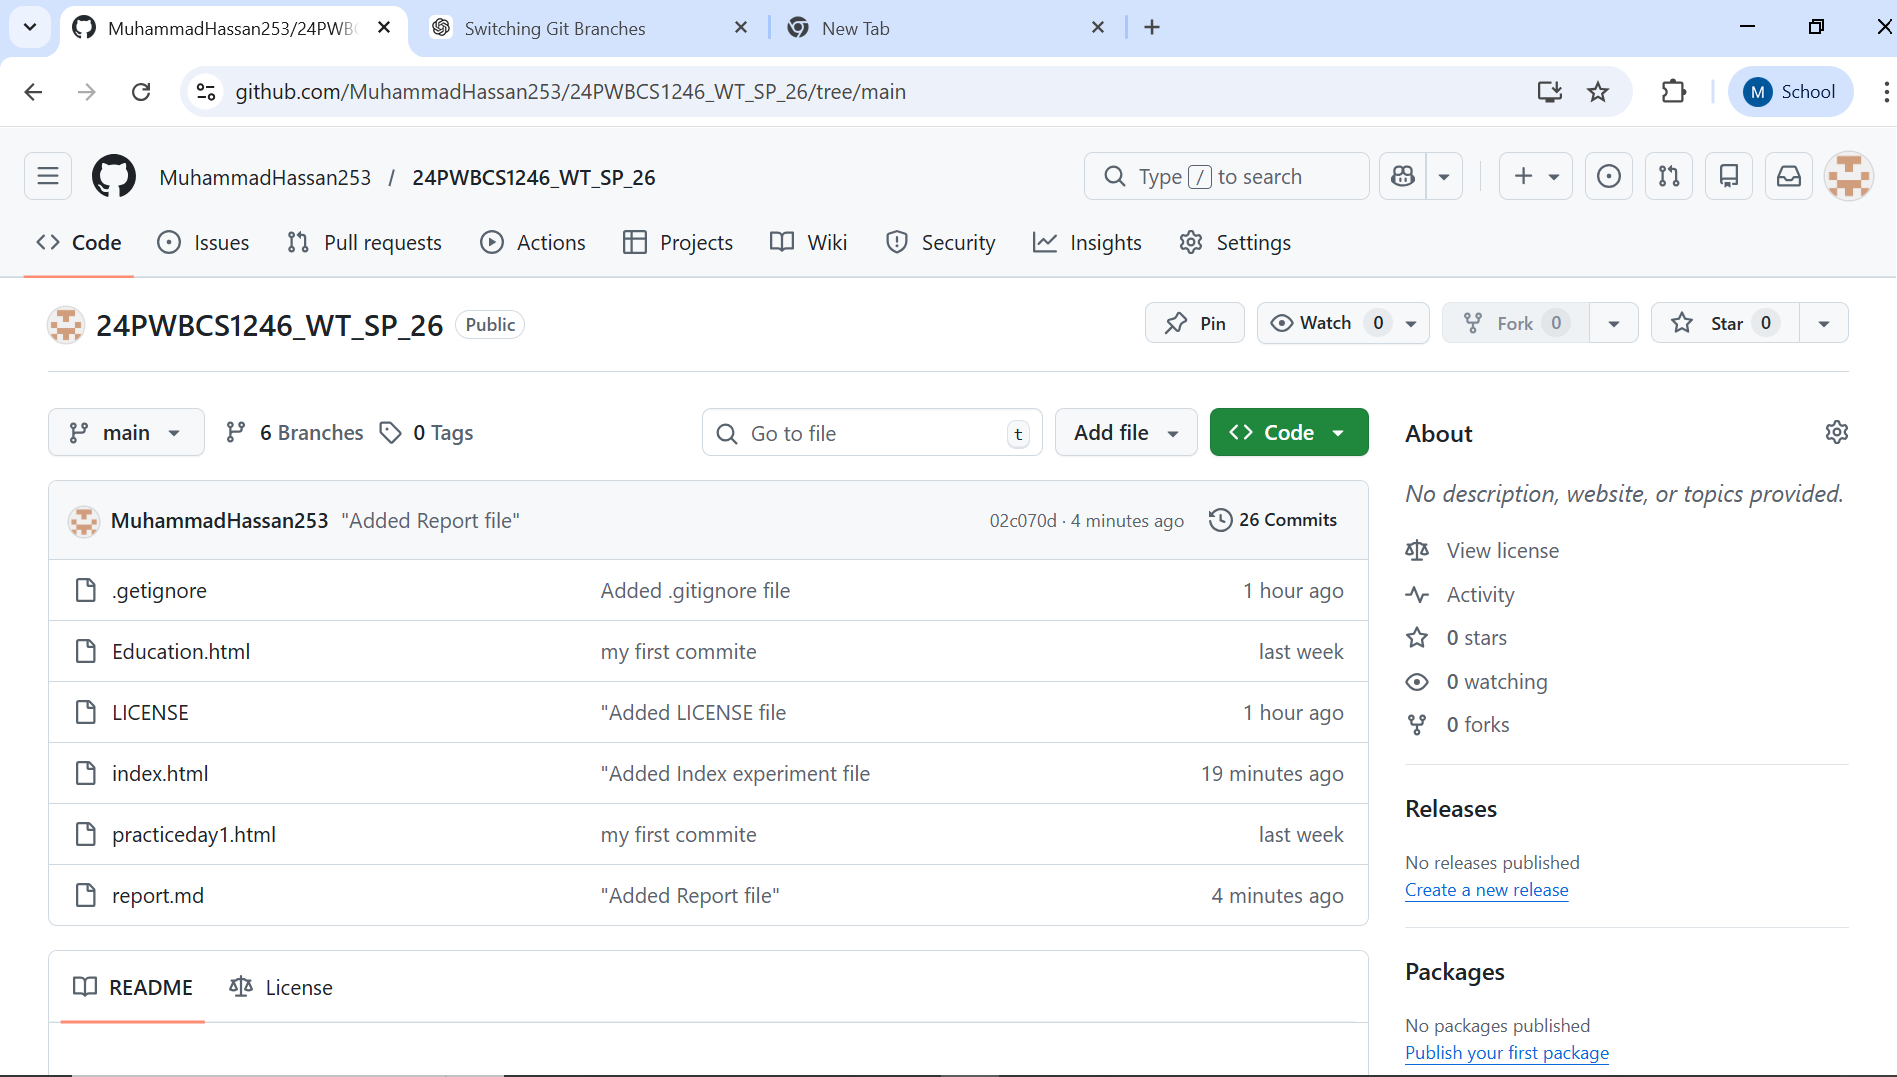 MuhammadHassan253/24PWBC
Switching Git Branches
New Tab
github.com/MuhammadHassan253/24PWBCS1246_WT_SP_26/tree/main
M School
MuhammadHassan253 / 24PWBCS1246_WT_SP_26
Type / to search
Code Issues Pull requests Actions Projects Wiki Security Insights Settings
24PWBCS1246_WT_SP_26 Public
Pin Watch 0 Fork 0 Star 0
main 6 Branches 0 Tags
Go to file t Add file Code
MuhammadHassan253 "Added Report file" 02c070d · 4 minutes ago 26 Commits
.getignore Added .gitignore file 1 hour ago
Education.html my first commite last week
LICENSE "Added LICENSE file 1 hour ago
index.html "Added Index experiment file 19 minutes ago
practiceday1.html my first commite last week
report.md "Added Report file" 4 minutes ago
README License
About
No description, website, or topics provided.
View license
Activity
0 stars
0 watching
0 forks
Releases
No releases published
Create a new release
Packages
No packages published
Publish your first package